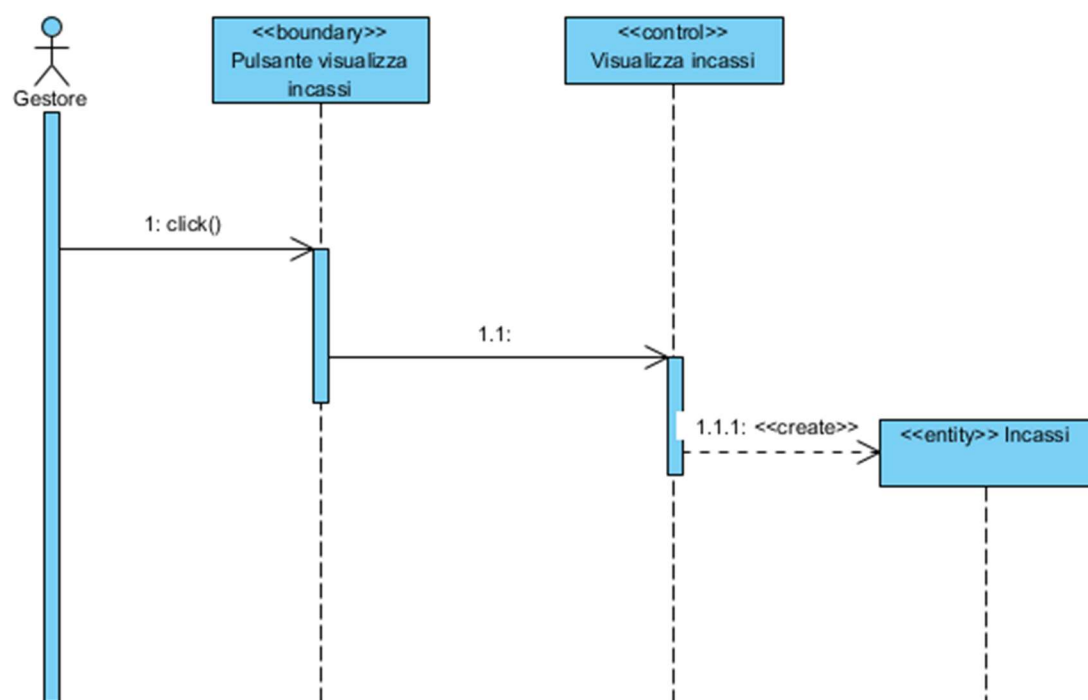 <<boundary>>
Pulsante visualizza
incassi
<<control>>
Visualizza incassi
Gestore
1: click()
1.1:
1.1.1: <<create>>
<<entity>> Incassi